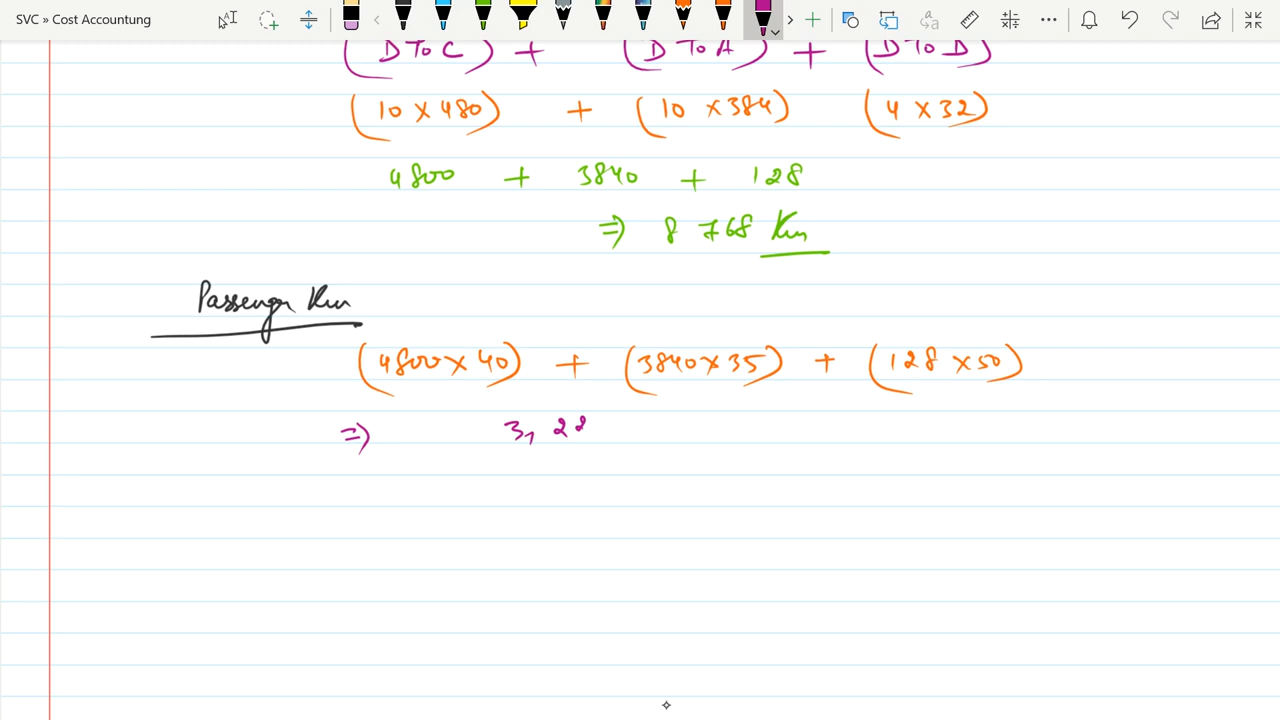 SVC » Cost Accountung
(D To C) + (D To A) + (D To D)
(10 × 480) + (10 × 384) (4 × 32)
4800 + 3840 + 128
⇒ 8768 Km
Passenger Km
(4800 × 40) + (3840 × 35) + (128 × 50)
⇒ 3, 22